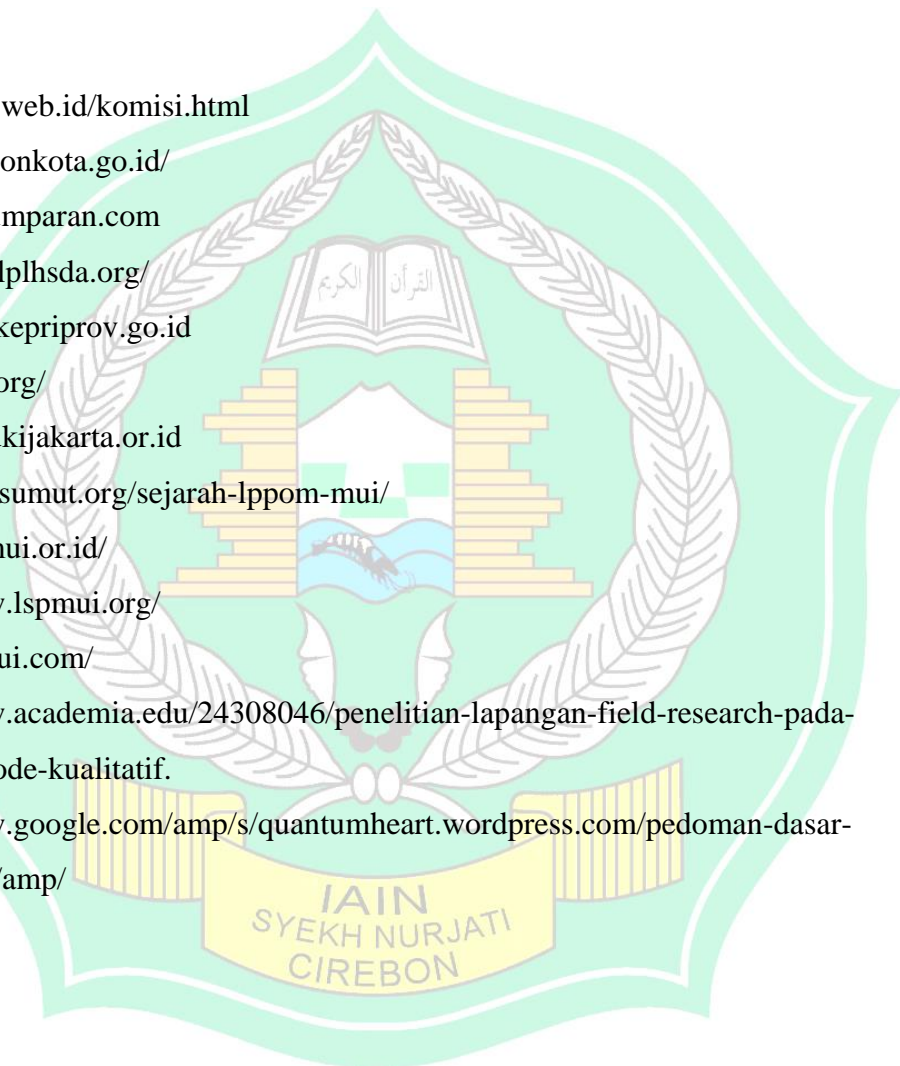 web.id/komisi.html
onkota.go.id/
mparan.com
lplhsda.org/
kepriprov.go.id
org/
kijakarta.or.id
sumut.org/sejarah-lppom-mui/
nui.or.id/
.lspmui.org/
ui.com/
.academia.edu/24308046/penelitian-lapangan-field-research-pada-
ode-kualitatif.
.google.com/amp/s/quantumheart.wordpress.com/pedoman-dasar-
/amp/
القرآن الكريم
IAIN
SYEKH NURJATI
CIREBON